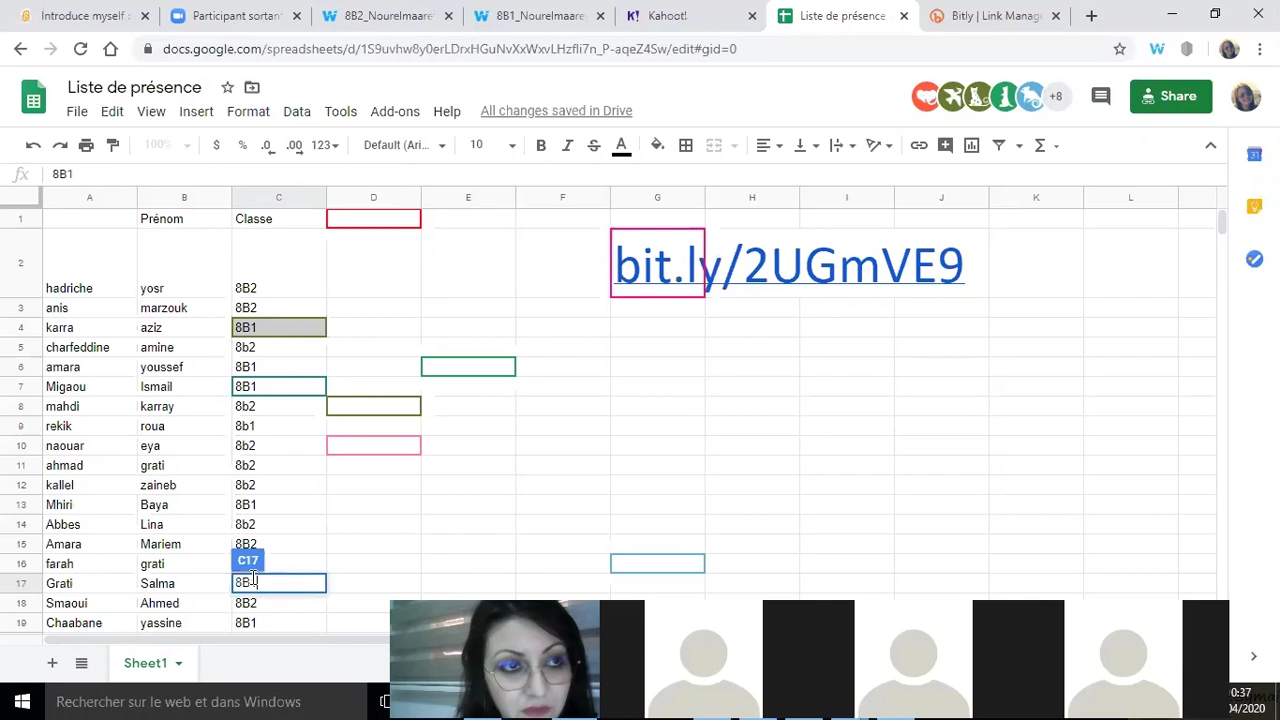 Introducing myself :
Participant sortant
8B2_Nourelmaare
8B1_Nourelmaare
Kahoot!
Liste de présence
Bitly | Link Manag
docs.google.com/spreadsheets/d/1S9uvhw8y0erLDrxHGuNvXxWxvLHzfli7n_P-aqeZ4Sw/edit#gid=0
Liste de présence
File Edit View Insert Format Data Tools Add-ons Help All changes saved in Drive
+8
Share
100% $ % .0 .00 123 Default (Ari... 10 B I S A
fx 8B1
A B C D E F G H I J K L
1 Prénom Classe
2 hadriche yosr 8B2 bit.ly/2UGmVE9
3 anis marzouk 8B2
4 karra aziz 8B1
5 charfeddine amine 8b2
6 amara youssef 8B1
7 Migaou Ismail 8B1
8 mahdi karray 8b2
9 rekik roua 8b1
10 naouar eya 8b2
11 ahmad grati 8b2
12 kallel zaineb 8b2
13 Mhiri Baya 8B1
14 Abbes Lina 8b2
15 Amara Mariem 8B2
16 farah grati
C17
17 Grati Salma
18 Smaoui Ahmed 8B2
19 Chaabane yassine 8B1
Sheet1
Rechercher sur le web et dans Windows
0:37
04/2020